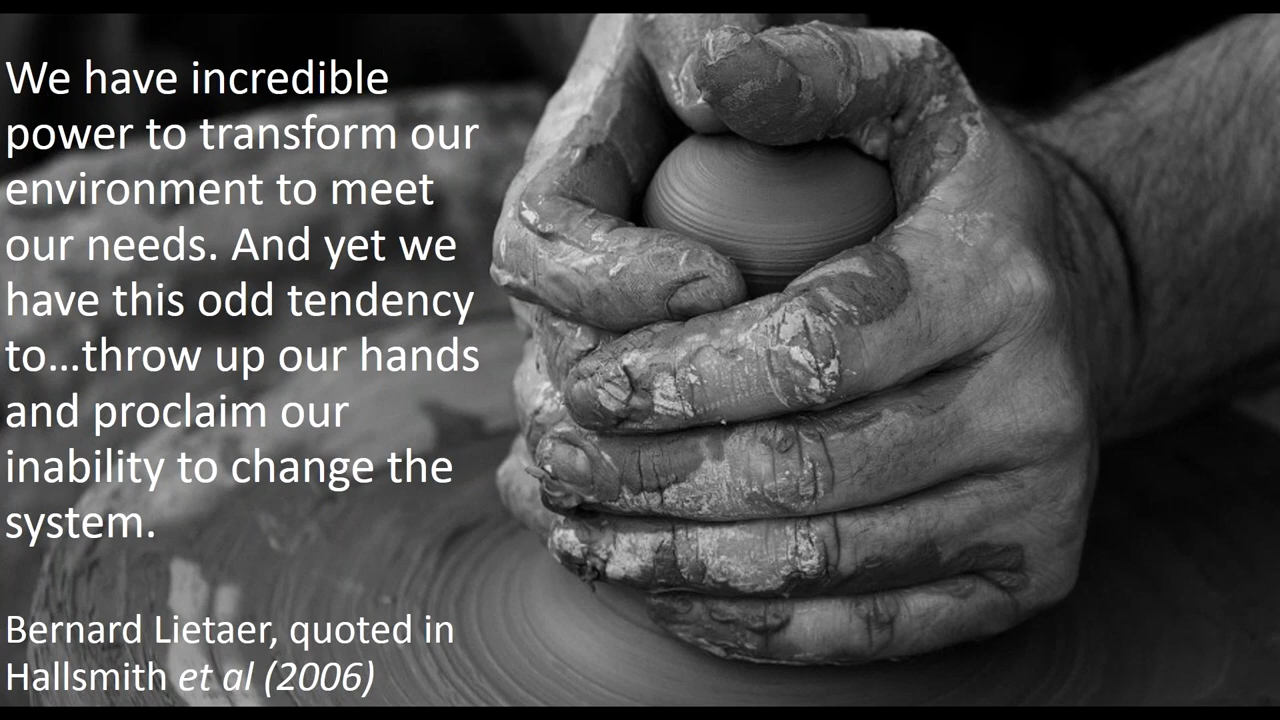 We have incredible
power to transform our
environment to meet
our needs. And yet we
have this odd tendency
to…throw up our hands
and proclaim our
inability to change the
system.
Bernard Lietaer, quoted in
Hallsmith et al (2006)